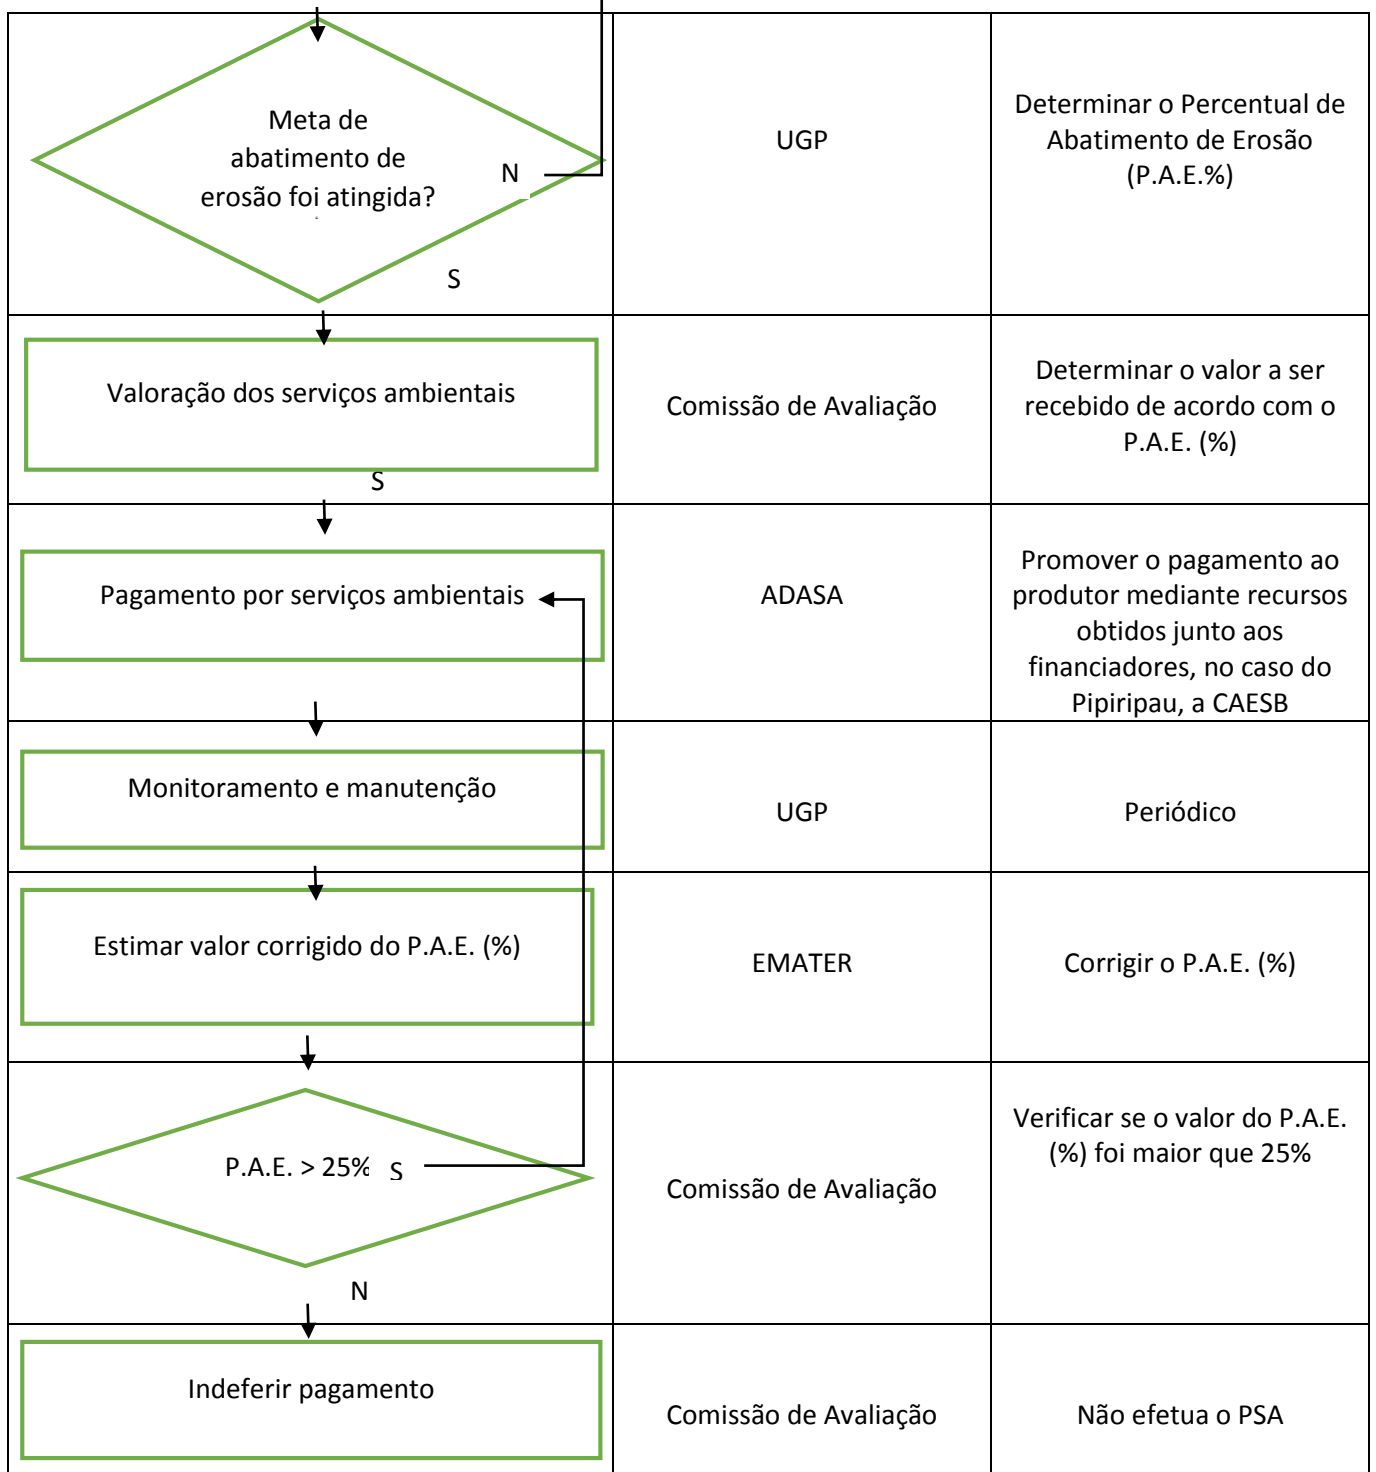 Meta de
abatimento de
erosão foi atingida?
N
S
UGP
Determinar o Percentual de
Abatimento de Erosão
(P.A.E.%)
Valoração dos serviços ambientais
S
Comissão de Avaliação
Determinar o valor a ser
recebido de acordo com o
P.A.E. (%)
Pagamento por serviços ambientais
ADASA
Promover o pagamento ao
produtor mediante recursos
obtidos junto aos
financiadores, no caso do
Pipiripau, a CAESB
Monitoramento e manutenção
UGP
Periódico
Estimar valor corrigido do P.A.E. (%)
EMATER
Corrigir o P.A.E. (%)
P.A.E. > 25%
S
N
Comissão de Avaliação
Verificar se o valor do P.A.E.
(%) foi maior que 25%
Indeferir pagamento
Comissão de Avaliação
Não efetua o PSA